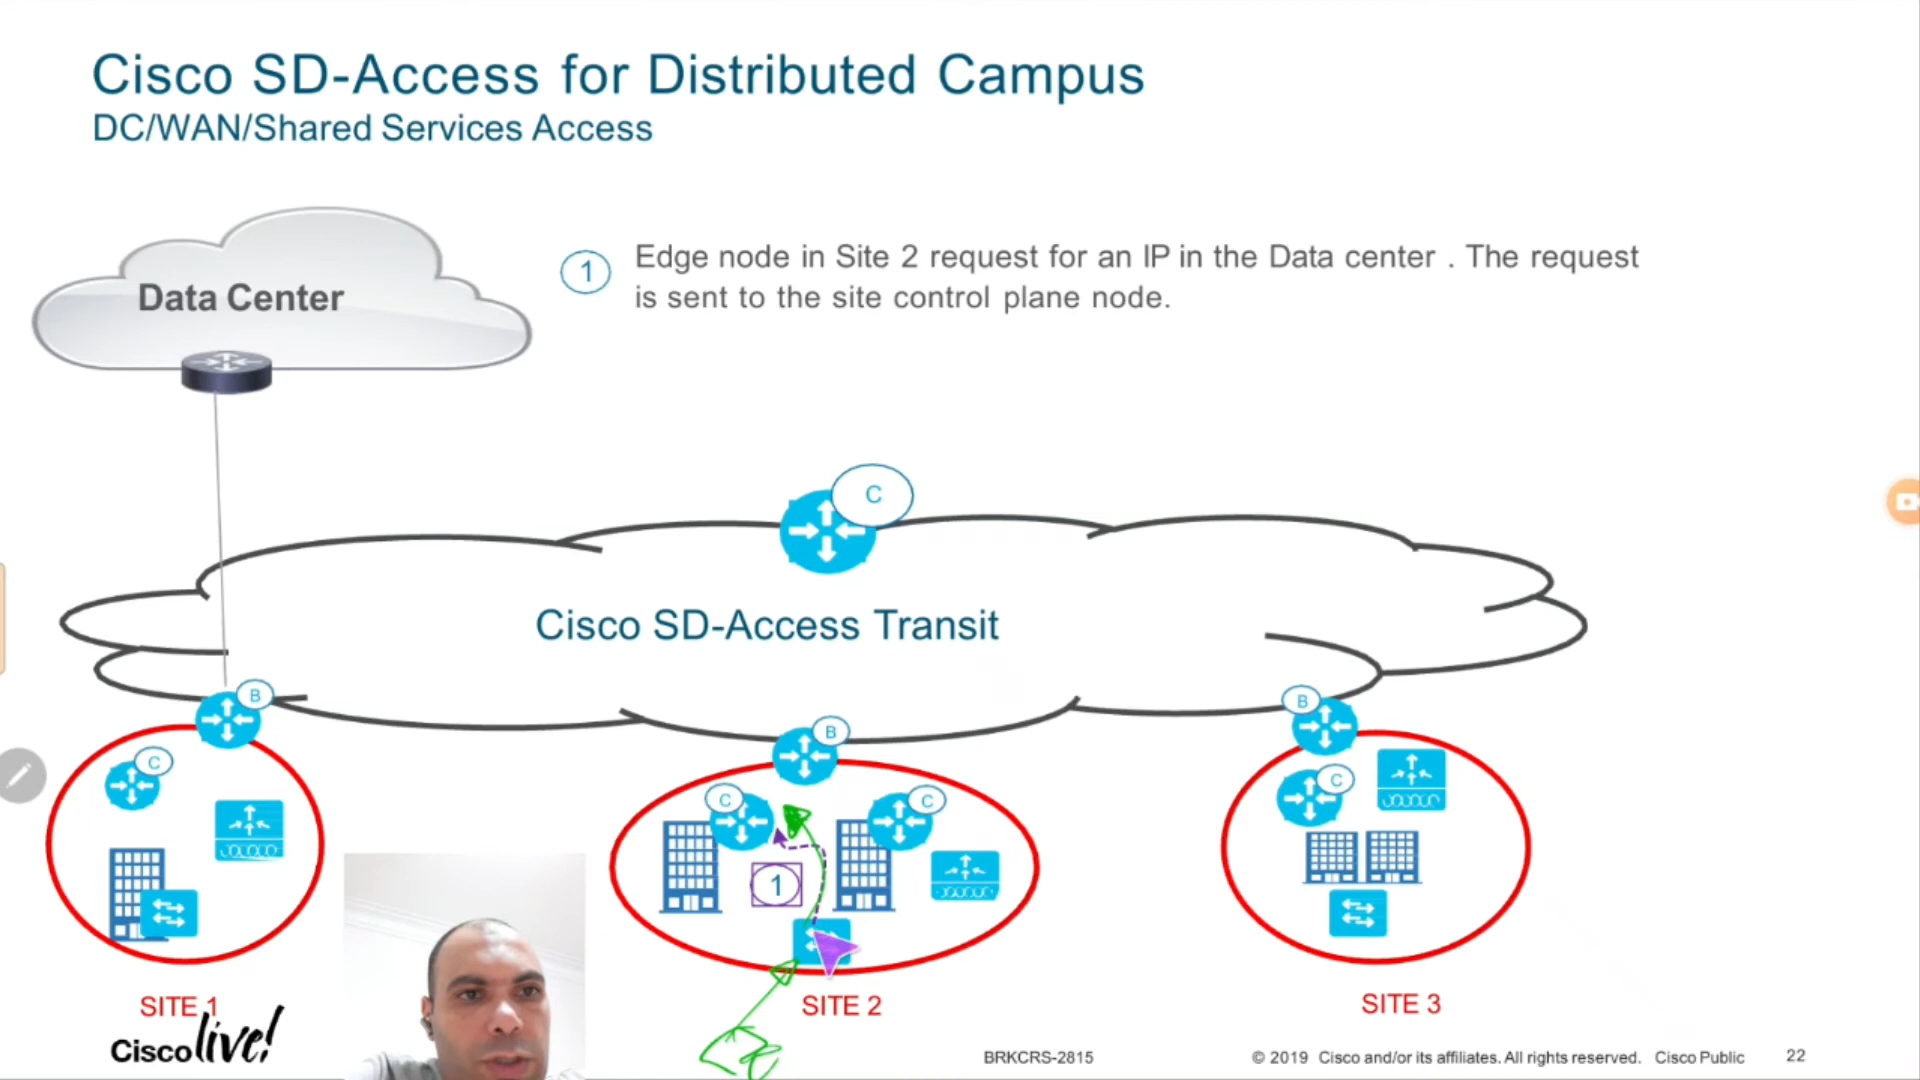 Cisco SD-Access for Distributed Campus
DC/WAN/Shared Services Access
Data Center
1 Edge node in Site 2 request for an IP in the Data center . The request
is sent to the site control plane node.
C
Cisco SD-Access Transit
B
B
B
C
C
C
C
1
SITE 1
SITE 2
SITE 3
Cisco live!
BRKCRS-2815
© 2019 Cisco and/or its affiliates. All rights reserved. Cisco Public
22